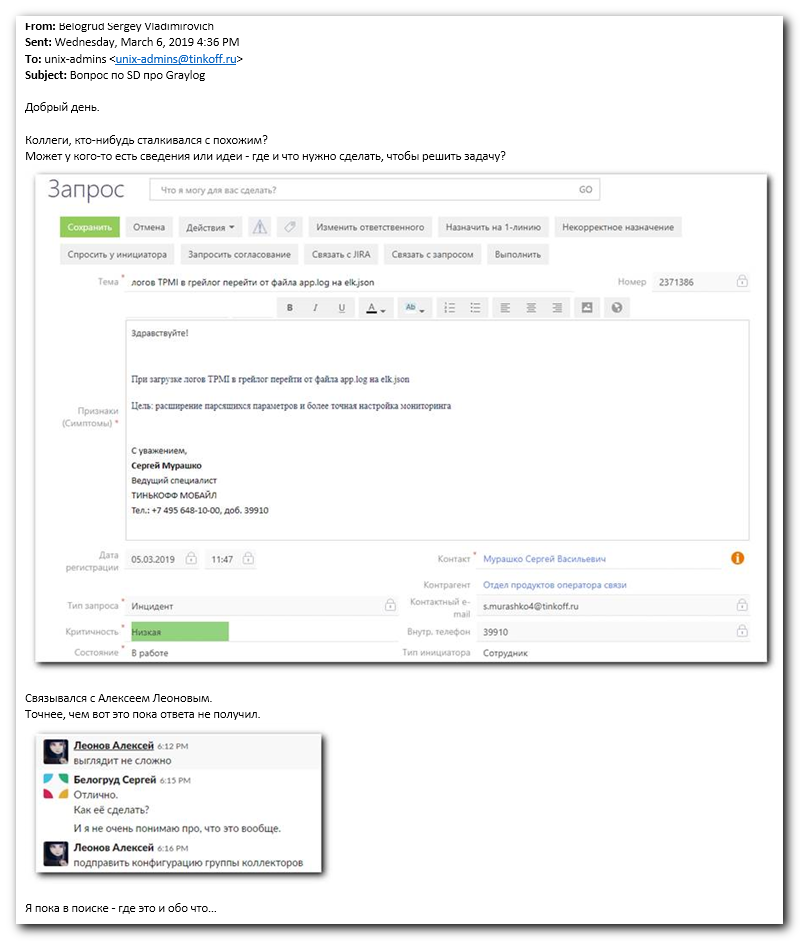 From: Belogrud Sergey Vladimirovich
Sent: Wednesday, March 6, 2019 4:36 PM
To: unix-admins <unix-admins@tinkoff.ru>
Subject: Вопрос по SD про Graylog
Добрый день.
Коллеги, кто-нибудь сталкивался с похожим?
Может у кого-то есть сведения или идеи - где и что нужно сделать, чтобы решить задачу?
Запрос
Что я могу для вас сделать? GO
Сохранить Отмена Действия Изменить ответственного Назначить на 1-линию Некорректное назначение
Спросить у инициатора Запросить согласование Связать с JIRA Связать с запросом Выполнить
Тема * логов TPMI в грейлог перейти от файла app.log на elk.json Номер 2371386
B I U A Ab
Здравствуйте!
При загрузке логов TPMI в грейлог перейти от файла app.log на elk.json
Цель: расширение парсящихся параметров и более точная настройка мониторинга
Признаки
(Симптомы) *
С уважением,
Сергей Мурашко
Ведущий специалист
ТИНЬКОФФ МОБАЙЛ
Тел.: +7 495 648-10-00, доб. 39910
Дата
регистрации 05.03.2019 11:47 Контакт * Мурашко Сергей Васильевич
Контрагент Отдел продуктов оператора связи
Тип запроса * Инцидент Контактный e-
mail s.murashko4@tinkoff.ru
Критичность * Низкая Внутр. телефон 39910
Состояние * В работе Тип инициатора Сотрудник
Связывался с Алексеем Леоновым.
Точнее, чем вот это пока ответа не получил.
Леонов Алексей 6:12 PM
выглядит не сложно
Белогруд Сергей 6:15 PM
Отлично.
Как её сделать?
И я не очень понимаю про, что это вообще.
Леонов Алексей 6:16 PM
подправить конфигурацию группы коллекторов
Я пока в поиске - где это и обо что...